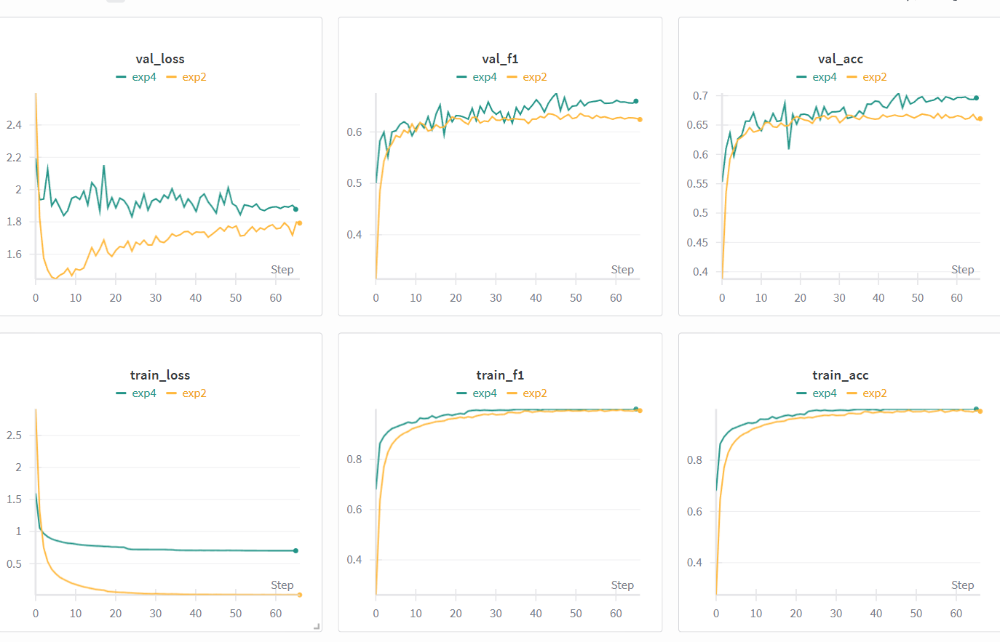 val_loss
exp4 exp2
2.4
2.2
2
1.8
1.6
Step
0 10 20 30 40 50 60
val_f1
exp4 exp2
0.6
0.5
0.4
Step
0 10 20 30 40 50 60
val_acc
exp4 exp2
0.7
0.65
0.6
0.55
0.5
0.45
0.4
Step
0 10 20 30 40 50 60
train_loss
exp4 exp2
2.5
2
1.5
1
0.5
Step
0 10 20 30 40 50 60
train_f1
exp4 exp2
0.8
0.6
0.4
Step
0 10 20 30 40 50 60
train_acc
exp4 exp2
0.8
0.6
0.4
Step
0 10 20 30 40 50 60